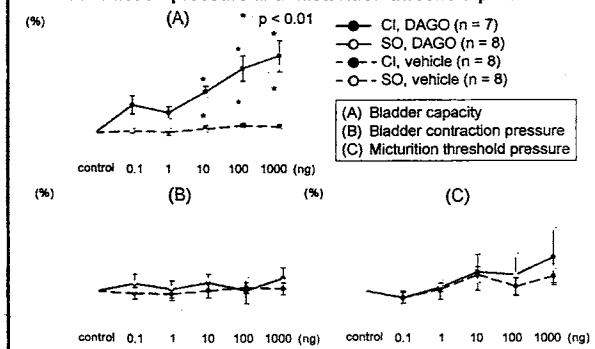 (%)
(A)
* p < 0.01
* * *
* * *
control 0.1 1 10 100 1000 (ng)
CI, DAGO (n = 7)
SO, DAGO (n = 8)
CI, vehicle (n = 8)
SO, vehicle (n = 8)
(A) Bladder capacity
(B) Bladder contraction pressure
(C) Micturition threshold pressure
(%)
(B)
control 0.1 1 10 100 1000 (ng)
(%)
(C)
control 0.1 1 10 100 1000 (ng)